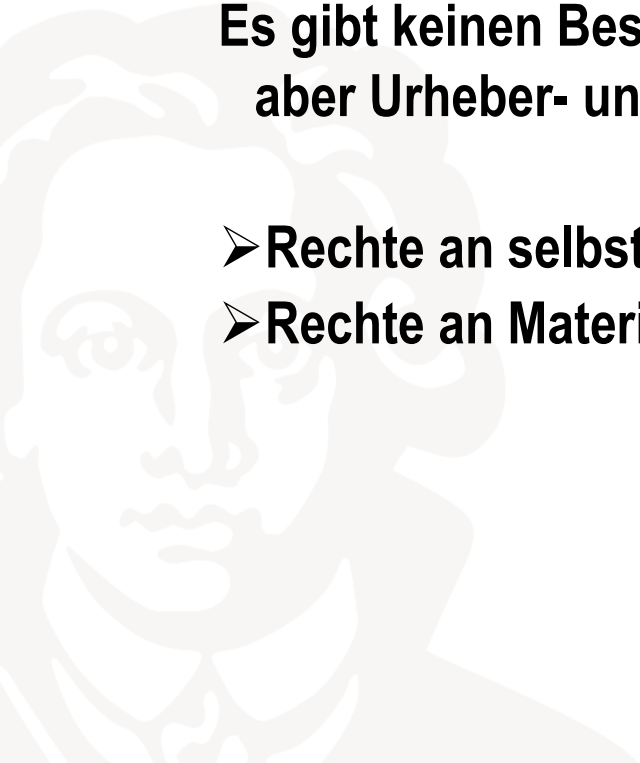 Es gibt keinen Bes
aber Urheber- un
➢Rechte an selbst
➢Rechte an Materi